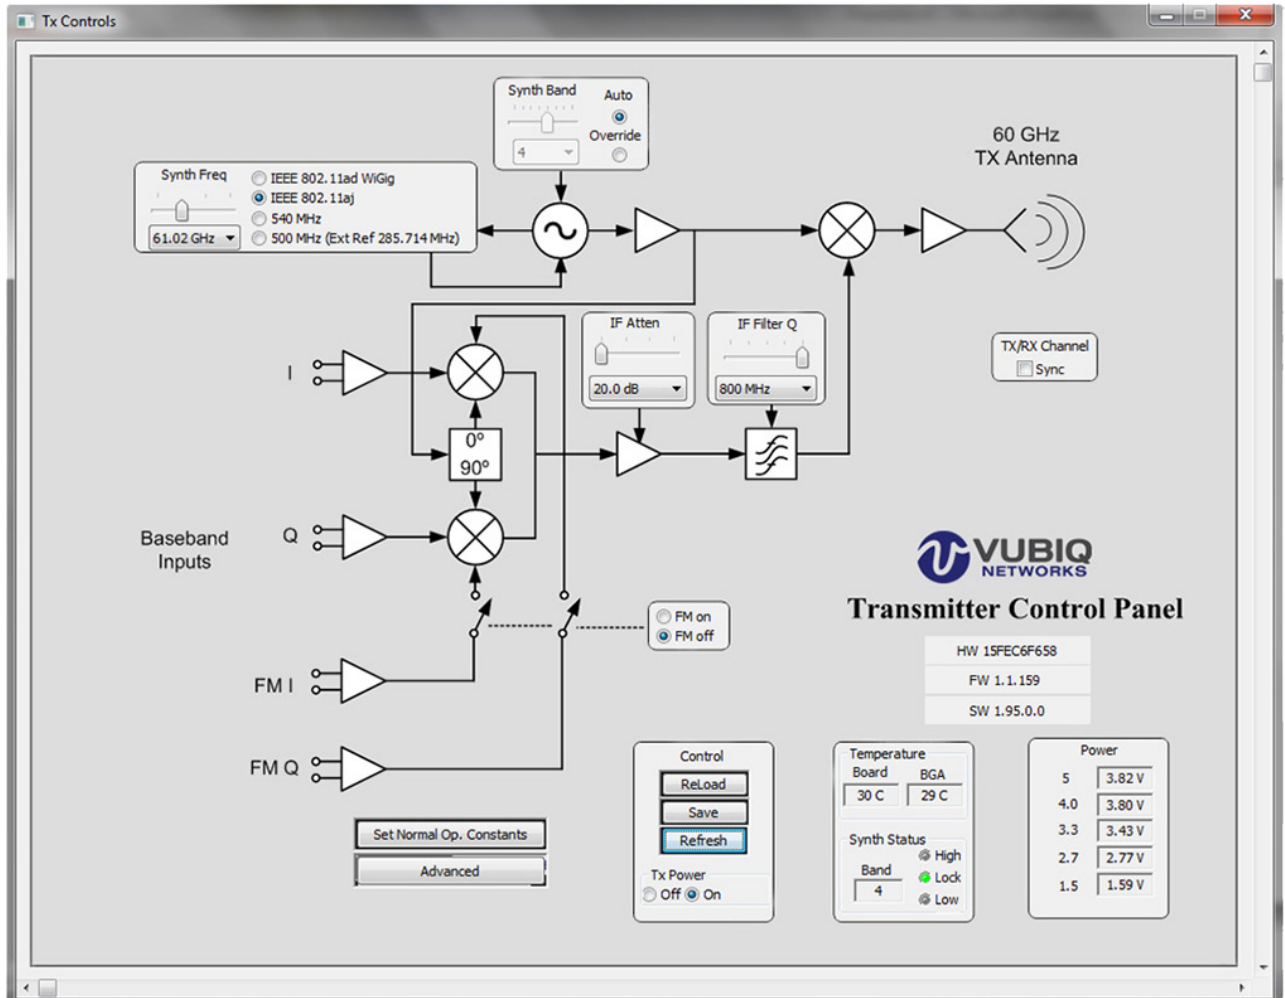 Tx Controls
Synth Band
Auto
Override
4
60 GHz
TX Antenna
Synth Freq
IEEE 802.11ad WiGig
IEEE 802.11aj
540 MHz
61.02 GHz
500 MHz (Ext Ref 285.714 MHz)
IF Atten
20.0 dB
IF Filter Q
800 MHz
TX/RX Channel
Sync
I
0º
90º
Q
Baseband
Inputs
VUBIQ
NETWORKS
Transmitter Control Panel
FM on
FM off
HW 15FEC6F658
FW 1.1.159
SW 1.95.0.0
FM I
FM Q
Set Normal Op. Constants
Advanced
Control
ReLoad
Save
Refresh
Tx Power
Off On
Temperature
Board BGA
30 C 29 C
Synth Status
High
Band
Lock
4
Low
Power
5 3.82 V
4.0 3.80 V
3.3 3.43 V
2.7 2.77 V
1.5 1.59 V